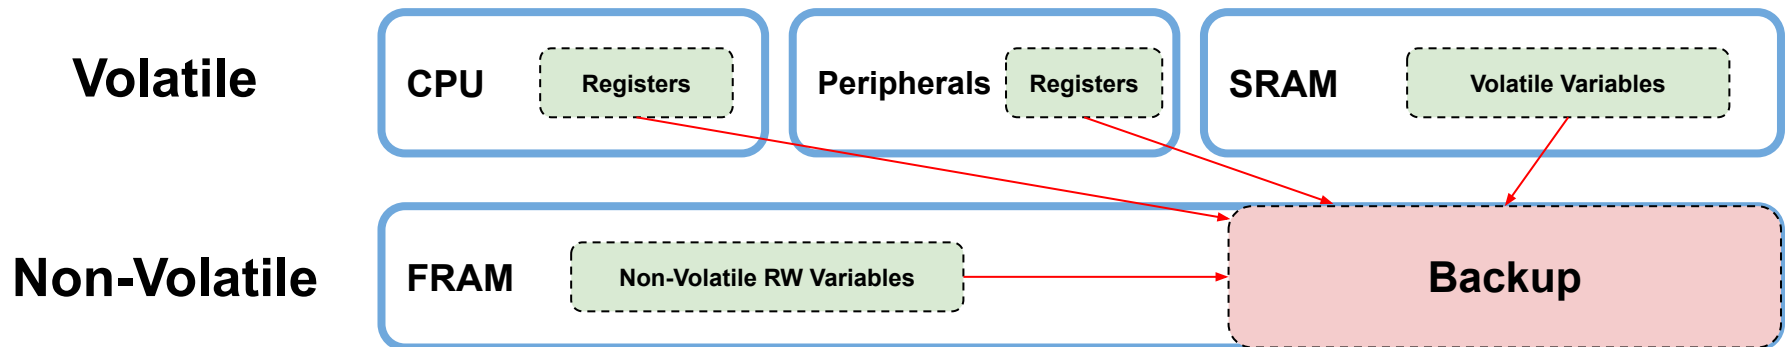 Volatile
CPU
Registers
Peripherals
Registers
SRAM
Volatile Variables
Non-Volatile
FRAM
Non-Volatile RW Variables
Backup